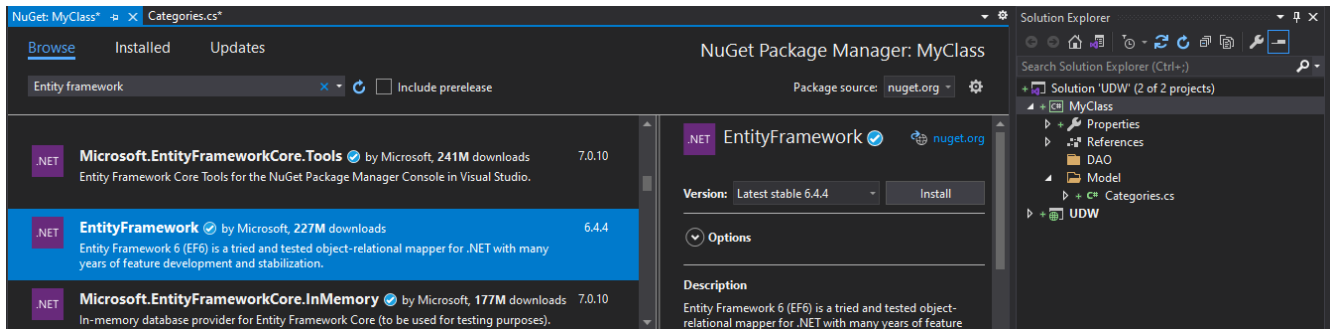 NuGet: MyClass*
Categories.cs*
Browse
Installed
Updates
NuGet Package Manager: MyClass
Entity framework
Include prerelease
Package source: nuget.org
.NET
Microsoft.EntityFrameworkCore.Tools by Microsoft, 241M downloads
7.0.10
Entity Framework Core Tools for the NuGet Package Manager Console in Visual Studio.
.NET
EntityFramework by Microsoft, 227M downloads
6.4.4
Entity Framework 6 (EF6) is a tried and tested object-relational mapper for .NET with many
years of feature development and stabilization.
.NET
Microsoft.EntityFrameworkCore.InMemory by Microsoft, 177M downloads
7.0.10
In-memory database provider for Entity Framework Core (to be used for testing purposes).
.NET
EntityFramework
nuget.org
Version: Latest stable 6.4.4
Install
Options
Description
Entity Framework 6 (EF6) is a tried and tested object-
relational mapper for .NET with many years of feature
Solution Explorer
Search Solution Explorer (Ctrl+;)
Solution 'UDW' (2 of 2 projects)
C# MyClass
Properties
References
DAO
Model
C# Categories.cs
UDW